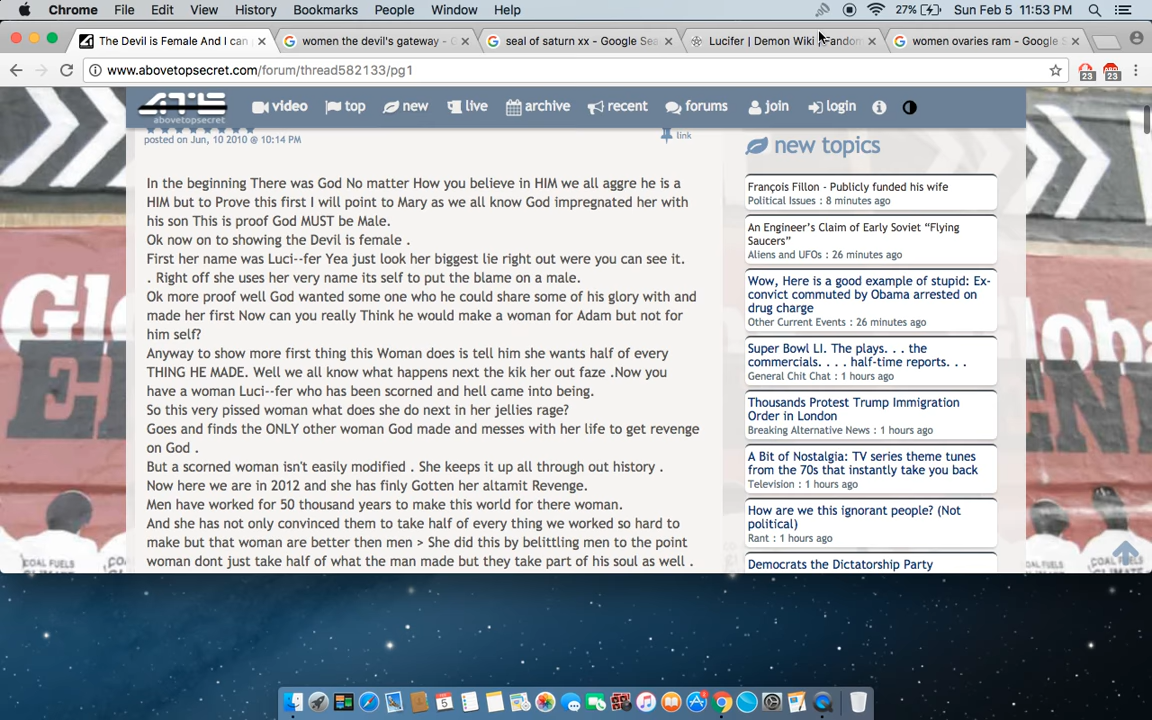 Chrome File Edit View History Bookmarks People Window Help 27% Sun Feb 5 11:53 PM
The Devil is Female And I can women the devil's gateway - G seal of saturn xx - Google Sea Lucifer | Demon Wiki | Fandom women ovaries ram - Google S
www.abovetopsecret.com/forum/thread582133/pg1
23 23
ATS video top new live archive recent forums join login
abovetopsecret
posted on Jun, 10 2010 @ 10:14 PM link
In the beginning There was God No matter How you believe in HIM we all aggre he is a
HIM but to Prove this first I will point to Mary as we all know God impregnated her with
his son This is proof God MUST be Male.
Ok now on to showing the Devil is female .
First her name was Luci--fer Yea just look her biggest lie right out were you can see it.
. Right off she uses her very name its self to put the blame on a male.
Ok more proof well God wanted some one who he could share some of his glory with and
made her first Now can you really Think he would make a woman for Adam but not for
him self?
Anyway to show more first thing this Woman does is tell him she wants half of every
THING HE MADE. Well we all know what happens next the kik her out faze .Now you
have a woman Luci--fer who has been scorned and hell came into being.
So this very pissed woman what does she do next in her jellies rage?
Goes and finds the ONLY other woman God made and messes with her life to get revenge
on God .
But a scorned woman isn't easily modified . She keeps it up all through out history .
Now here we are in 2012 and she has finly Gotten her altamit Revenge.
Men have worked for 50 thousand years to make this world for there woman.
And she has not only convinced them to take half of every thing we worked so hard to
make but that woman are better then men > She did this by belittling men to the point
woman dont just take half of what the man made but they take part of his soul as well .
new topics
François Fillon - Publicly funded his wife
Political Issues : 8 minutes ago
An Engineer's Claim of Early Soviet “Flying
Saucers”
Aliens and UFOs : 26 minutes ago
Wow, Here is a good example of stupid: Ex-
convict commuted by Obama arrested on
drug charge
Other Current Events : 26 minutes ago
Super Bowl LI. The plays. . . the
commercials. . . . half-time reports. . .
General Chit Chat : 1 hours ago
Thousands Protest Trump Immigration
Order in London
Breaking Alternative News : 1 hours ago
A Bit of Nostalgia: TV series theme tunes
from the 70s that instantly take you back
Television : 1 hours ago
How are we this ignorant people? (Not
political)
Rant : 1 hours ago
Democrats the Dictatorship Party
COAL FUELS
COAL FUELS
5